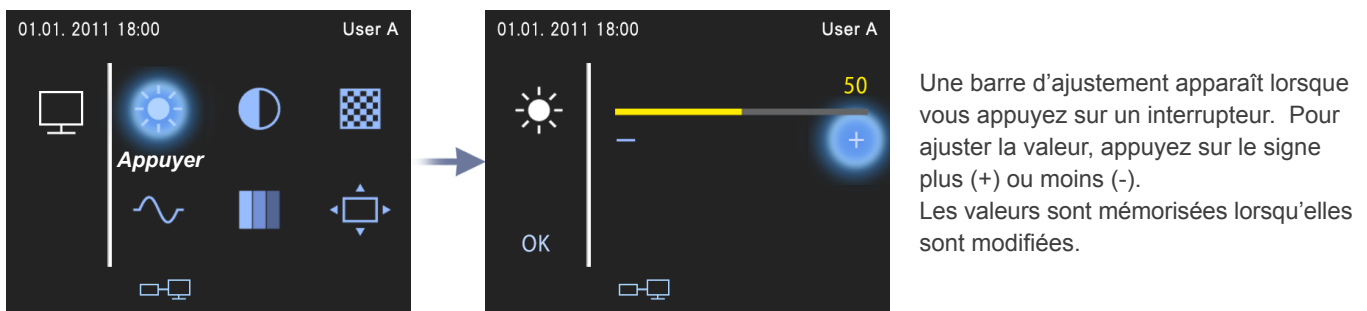 01.01. 2011 18:00 User A
Appuyer
01.01. 2011 18:00 User A
50
− +
OK
Une barre d’ajustement apparaît lorsque
vous appuyez sur un interrupteur. Pour
ajuster la valeur, appuyez sur le signe
plus (+) ou moins (-).
Les valeurs sont mémorisées lorsqu’elles
sont modifiées.